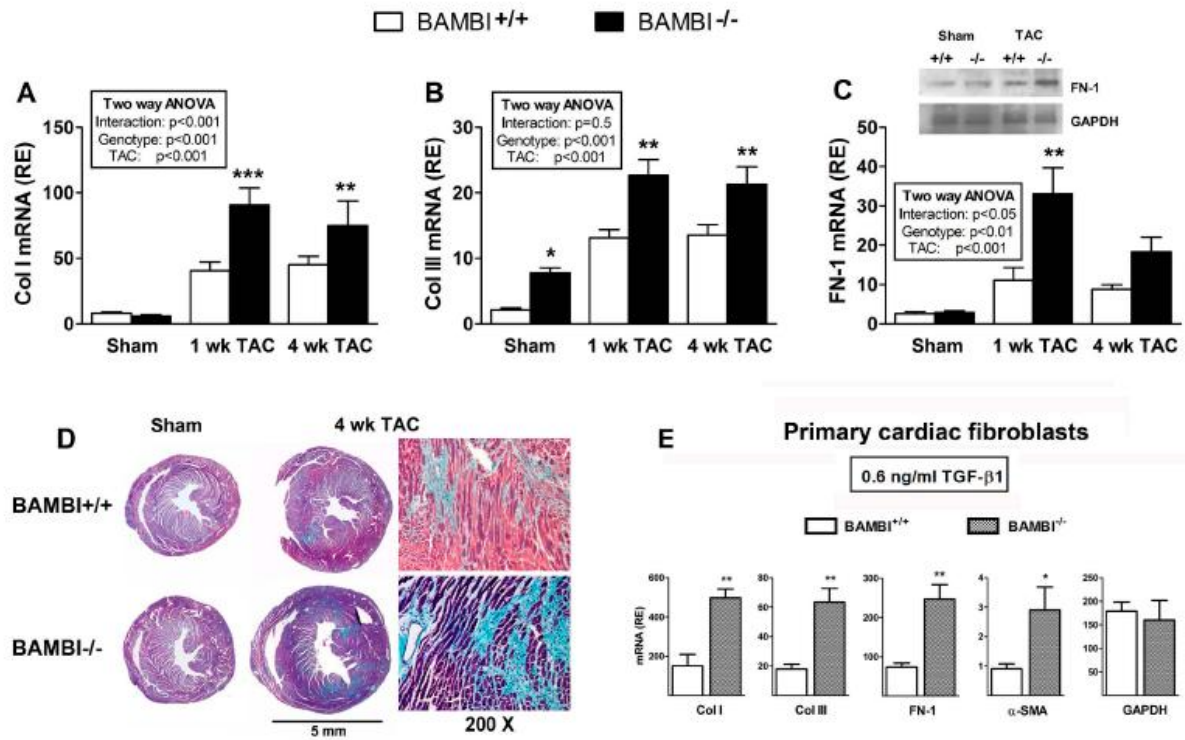 BAMBI+/+ BAMBI-/-
Sham TAC
+/+ -/- +/+ -/-
FN-1
GAPDH
A
Two way ANOVA
Interaction: p<0.001
Genotype: p<0.001
TAC: p<0.001
Col I mRNA (RE)
150
100
50
0
Sham 1 wk TAC 4 wk TAC
*** **
B
Two way ANOVA
Interaction: p=0.5
Genotype: p<0.001
TAC: p<0.001
Col III mRNA (RE)
30
20
10
0
Sham 1 wk TAC 4 wk TAC
* ** **
C
Two way ANOVA
Interaction: p<0.05
Genotype: p<0.01
TAC: p<0.001
FN-1 mRNA (RE)
50
40
30
20
10
0
Sham 1 wk TAC 4 wk TAC
**
D
Sham 4 wk TAC
BAMBI+/+
BAMBI-/-
5 mm
200 X
E
Primary cardiac fibroblasts
0.6 ng/ml TGF-β1
BAMBI+/+ BAMBI-/-
mRNA (RE)
600
400
200
**
Col I
80
60
40
20
**
Col III
300
100
**
FN-1
4
3
2
1
*
α-SMA
250
200
150
100
50
GAPDH